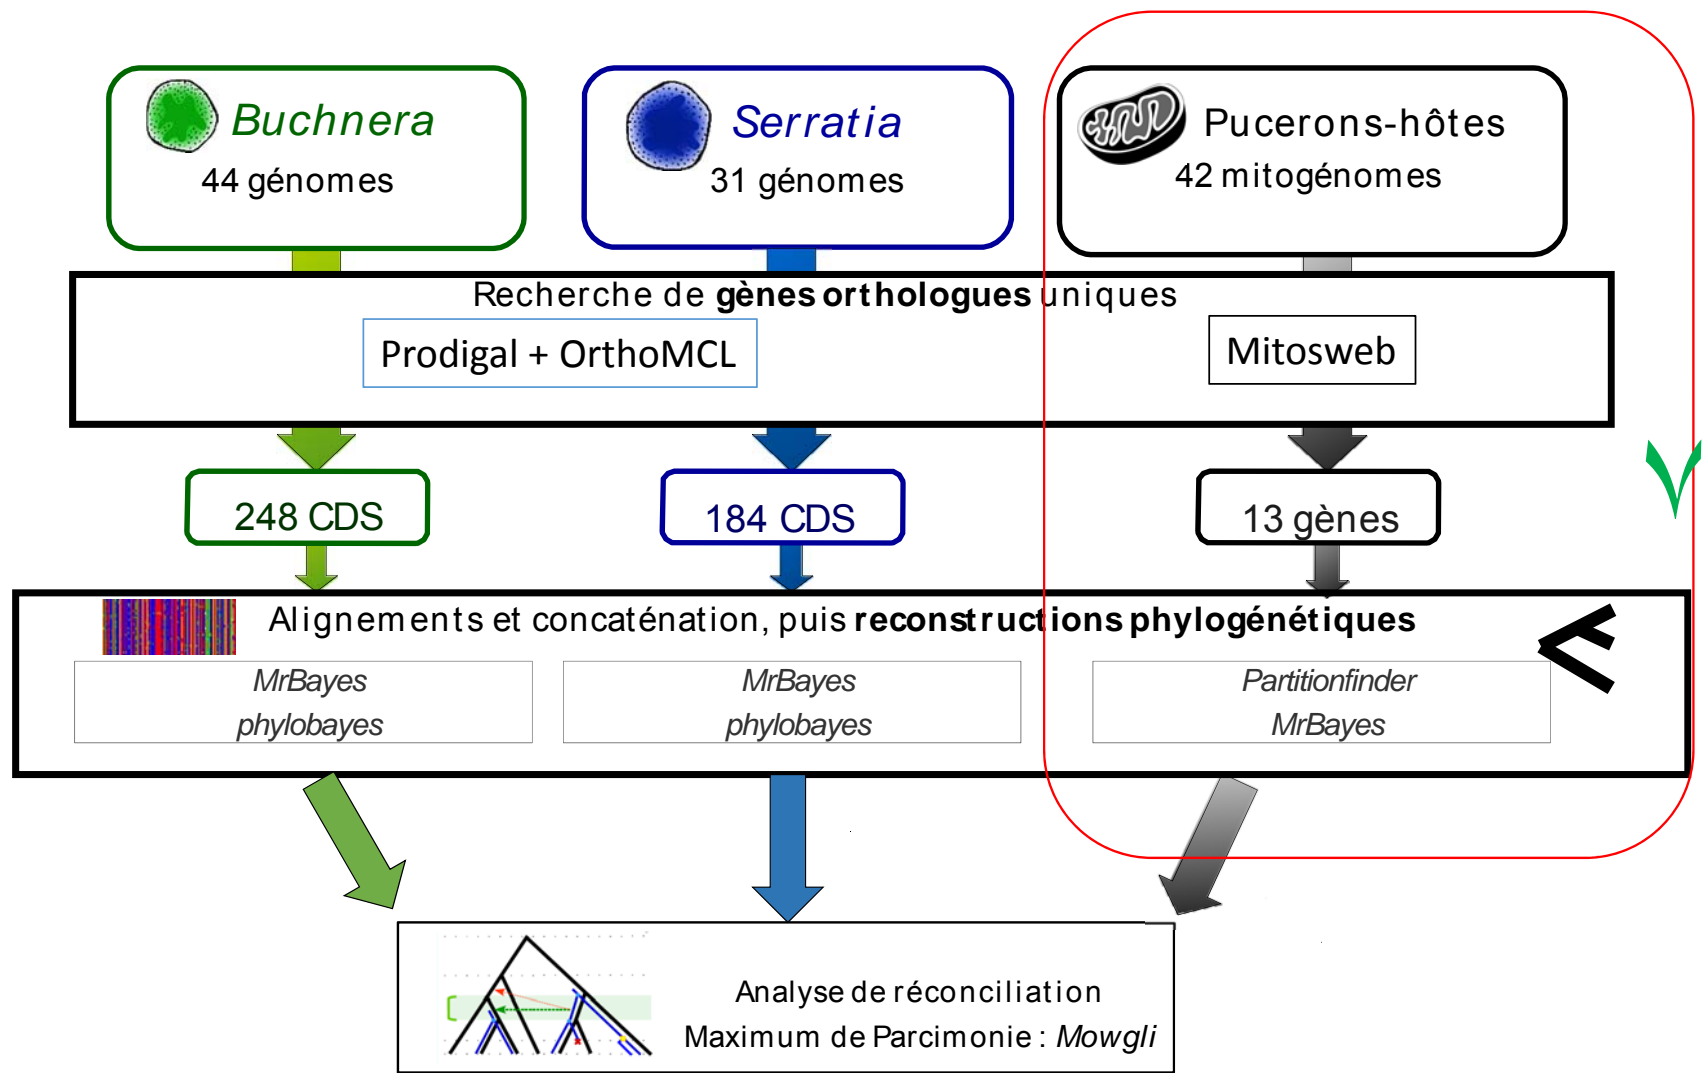 Buchnera
44 génomes
Serratia
31 génomes
Pucerons-hôtes
42 mitogénomes
Recherche de gènes orthologues uniques
Prodigal + OrthoMCL
Mitosweb
248 CDS
184 CDS
13 gènes
Alignements et concaténation, puis reconstructions phylogénétiques
MrBayes
phylobayes
MrBayes
phylobayes
Partitionfinder
MrBayes
Analyse de réconciliation
Maximum de Parcimonie : Mowgli